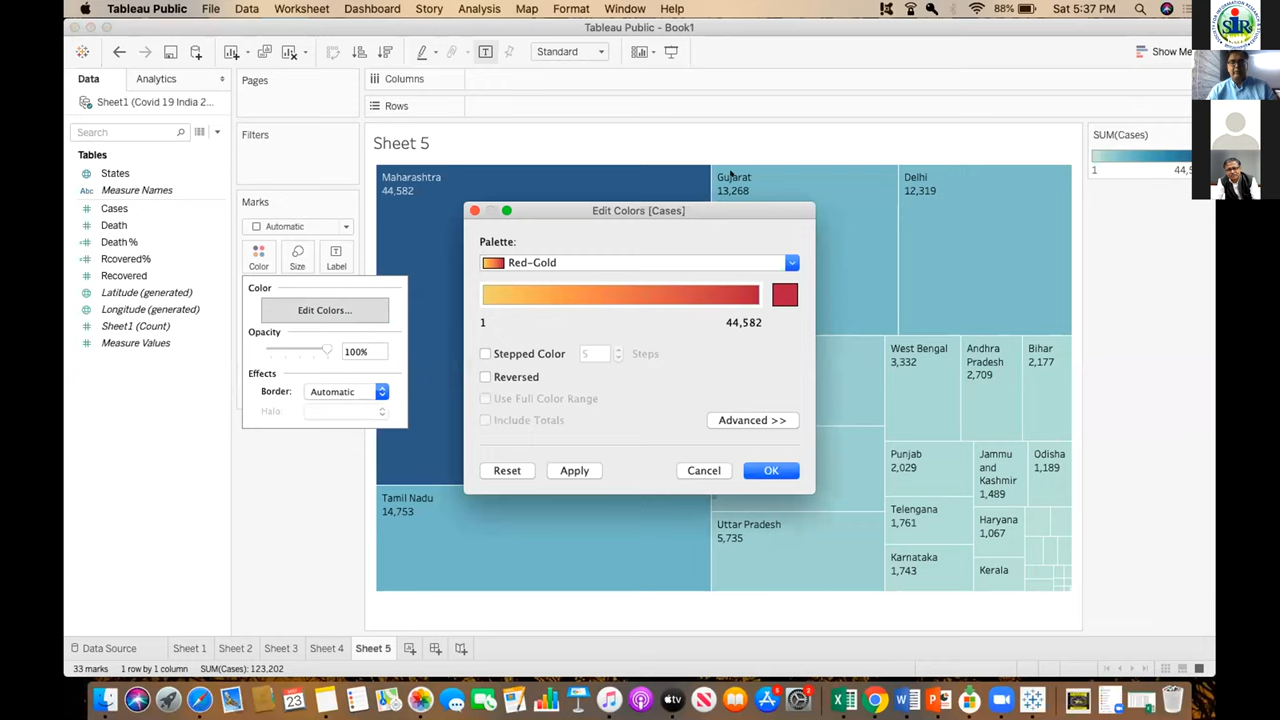 Tableau Public File Data Worksheet Dashboard Story Analysis Map Format Window Help 88% Sat 5:37 PM
Tableau Public - Book1
Standard
Show Me
Data Analytics Pages Columns
Sheet1 (Covid 19 India 2... Rows
Search
Filters
Tables
States
Abc Measure Names
Cases
Death
Death %
Rcovered%
Recovered
Latitude (generated)
Longitude (generated)
Sheet1 (Count)
Measure Values
Marks
Automatic
Color Size Label
Color
Edit Colors...
Opacity
100%
Effects
Border: Automatic
Halo:
Sheet 5
Maharashtra
44,582
Gujarat
13,268
Delhi
12,319
Tamil Nadu
14,753
Uttar Pradesh
5,735
West Bengal
3,332
Andhra
Pradesh
2,709
Bihar
2,177
Punjab
2,029
Jammu
and
Kashmir
1,489
Odisha
1,189
Telengana
1,761
Haryana
1,067
Karnataka
1,743
Kerala
Edit Colors [Cases]
Palette:
Red-Gold
1 44,582
Stepped Color 5 Steps
Reversed
Use Full Color Range
Include Totals
Advanced >>
Reset Apply Cancel OK
SUM(Cases)
1 44,5
Data Source Sheet 1 Sheet 2 Sheet 3 Sheet 4 Sheet 5
33 marks 1 row by 1 column SUM(Cases): 123,202